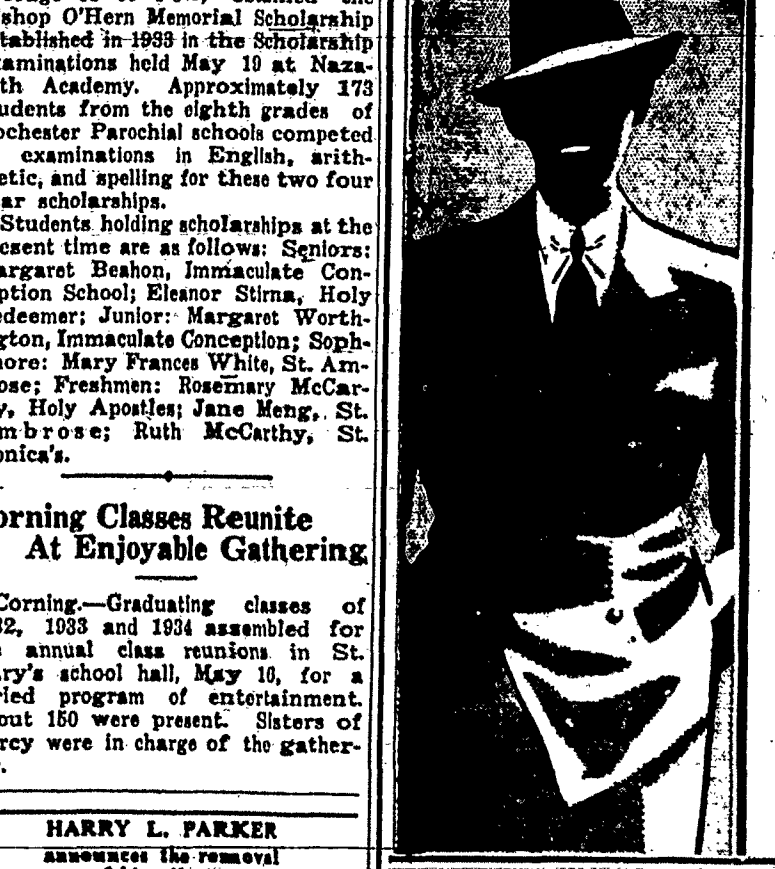 shop O'Hern Memorial Scholarship
tablished in 1933 in the Scholarship
aminations held May 19 at Naza-
th Academy. Approximately 173
udents from the eighth grades of
ochester Parochial schools competed
examinations in English, arith-
etic, and spelling for these two four
ar scholarships.
Students holding scholarships at the
esent time are as follows: Seniors:
argaret Beahon, Immaculate Con-
ption School; Eleanor Stirna, Holy
edeemer; Junior: Margaret Worth-
gton, Immaculate Conception; Soph-
more: Mary Frances White, St. Am-
ose; Freshmen: Rosemary McCar-
y, Holy Apostles; Jane Meng, St.
mbrose; Ruth McCarthy, St.
onica's.
orning Classes Reunite
At Enjoyable Gathering
Corning.—Graduating classes of
32, 1933 and 1934 assembled for
annual class reunions in St.
ry's school hall, May 16, for a
ried program of entertainment.
out 150 were present. Sisters of
rcy were in charge of the gather-
HARRY L. PARKER
announces the removal